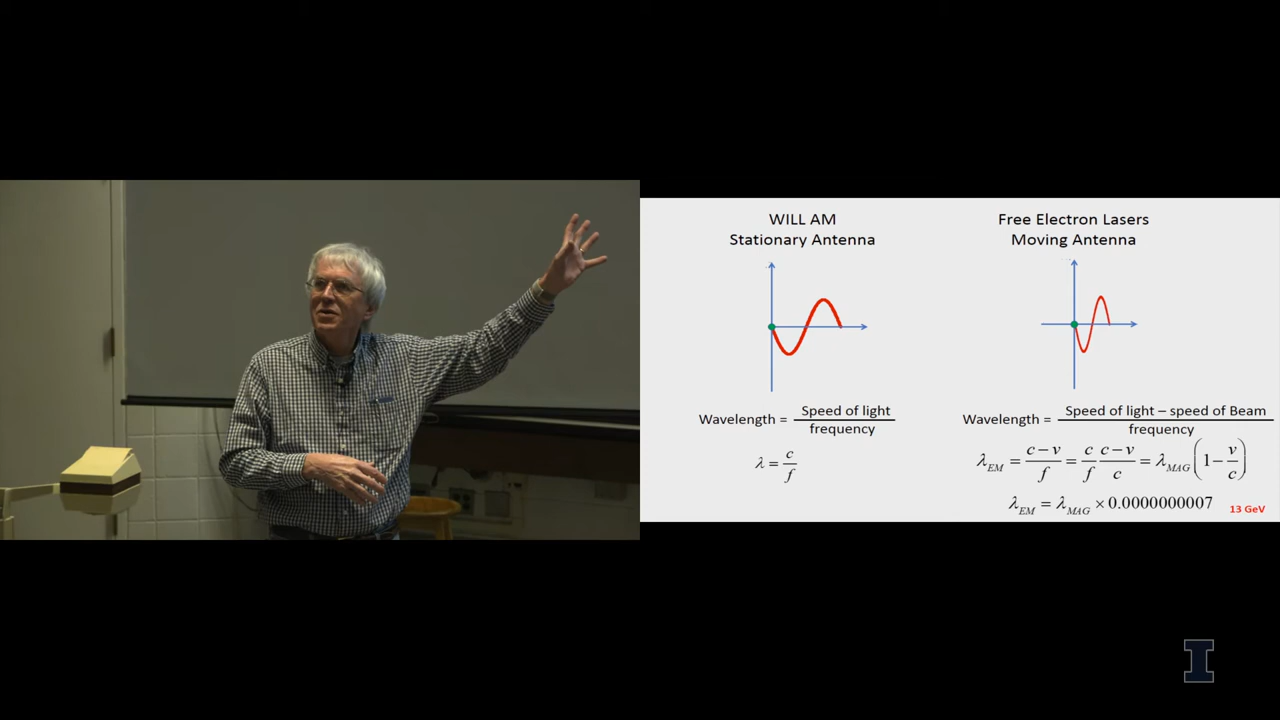 WILL AM
Stationary Antenna
Wavelength = Speed of light / frequency
λ = c / f
Free Electron Lasers
Moving Antenna
Wavelength = Speed of light – speed of Beam / frequency
λ_EM = (c – v) / f = (c / f) (c – v) / c = λ_MAG (1 – v / c)
λ_EM = λ_MAG × 0.0000000007
13 GeV
I